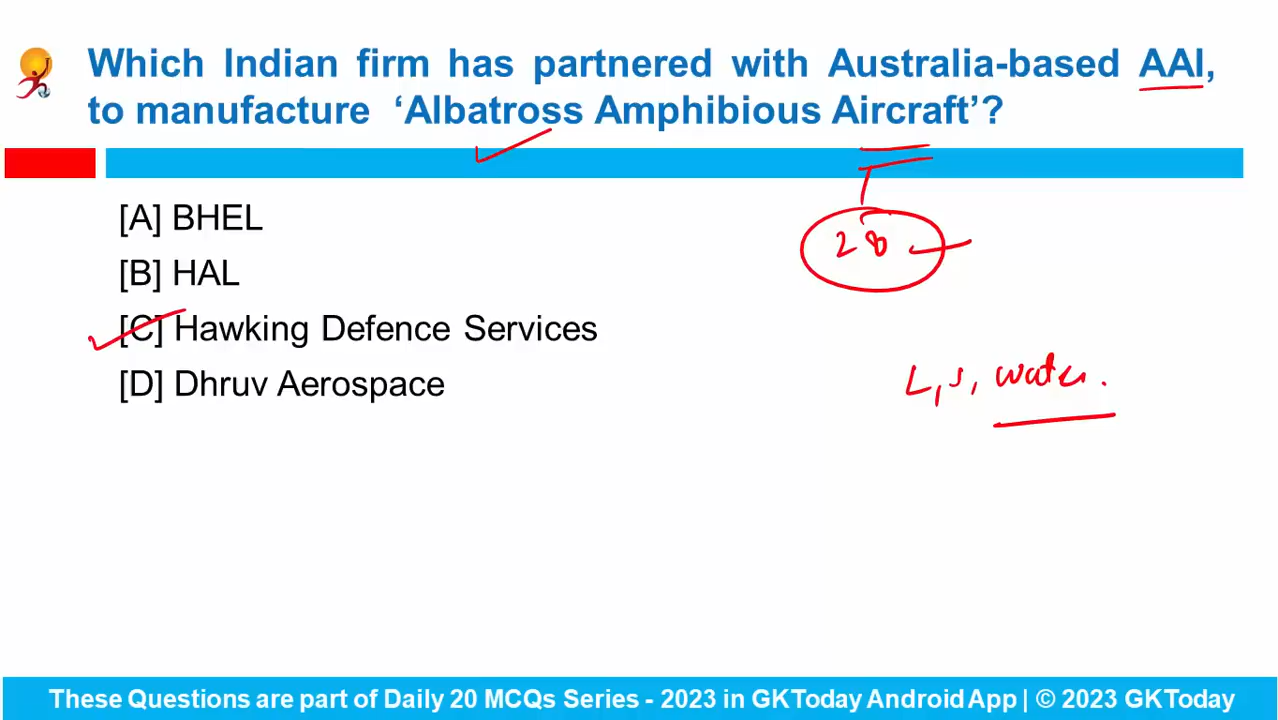 Which Indian firm has partnered with Australia-based AAI,
to manufacture ‘Albatross Amphibious Aircraft’?
28
[A] BHEL
[B] HAL
[C] Hawking Defence Services
[D] Dhruv Aerospace
L, S, water.
These Questions are part of Daily 20 MCQs Series - 2023 in GKToday Android App | © 2023 GKToday